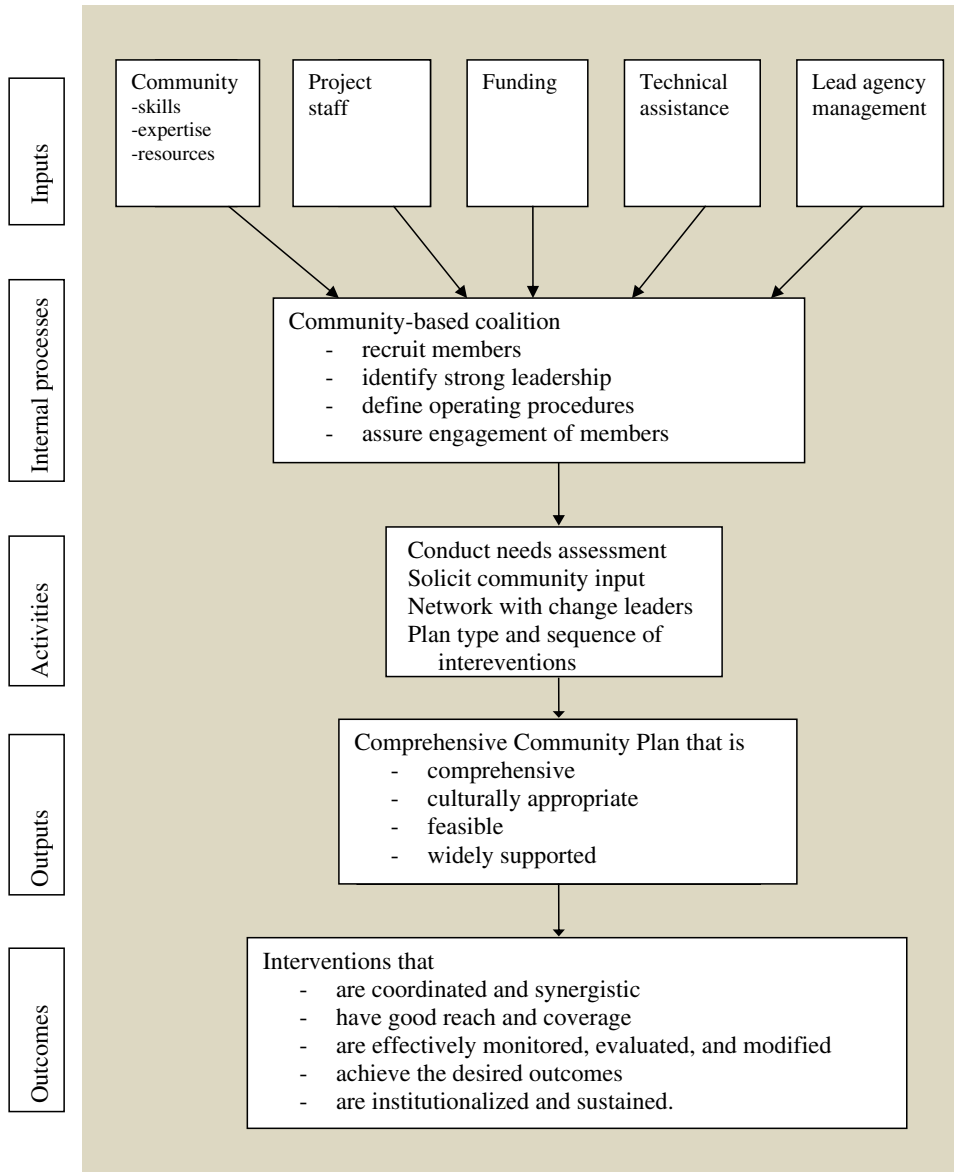 Inputs
Community
-skills
-expertise
-resources
Project
staff
Funding
Technical
assistance
Lead agency
management
Internal processes
Community-based coalition
- recruit members
- identify strong leadership
- define operating procedures
- assure engagement of members
Activities
Conduct needs assessment
Solicit community input
Network with change leaders
Plan type and sequence of
intereventions
Outputs
Comprehensive Community Plan that is
- comprehensive
- culturally appropriate
- feasible
- widely supported
Outcomes
Interventions that
- are coordinated and synergistic
- have good reach and coverage
- are effectively monitored, evaluated, and modified
- achieve the desired outcomes
- are institutionalized and sustained.